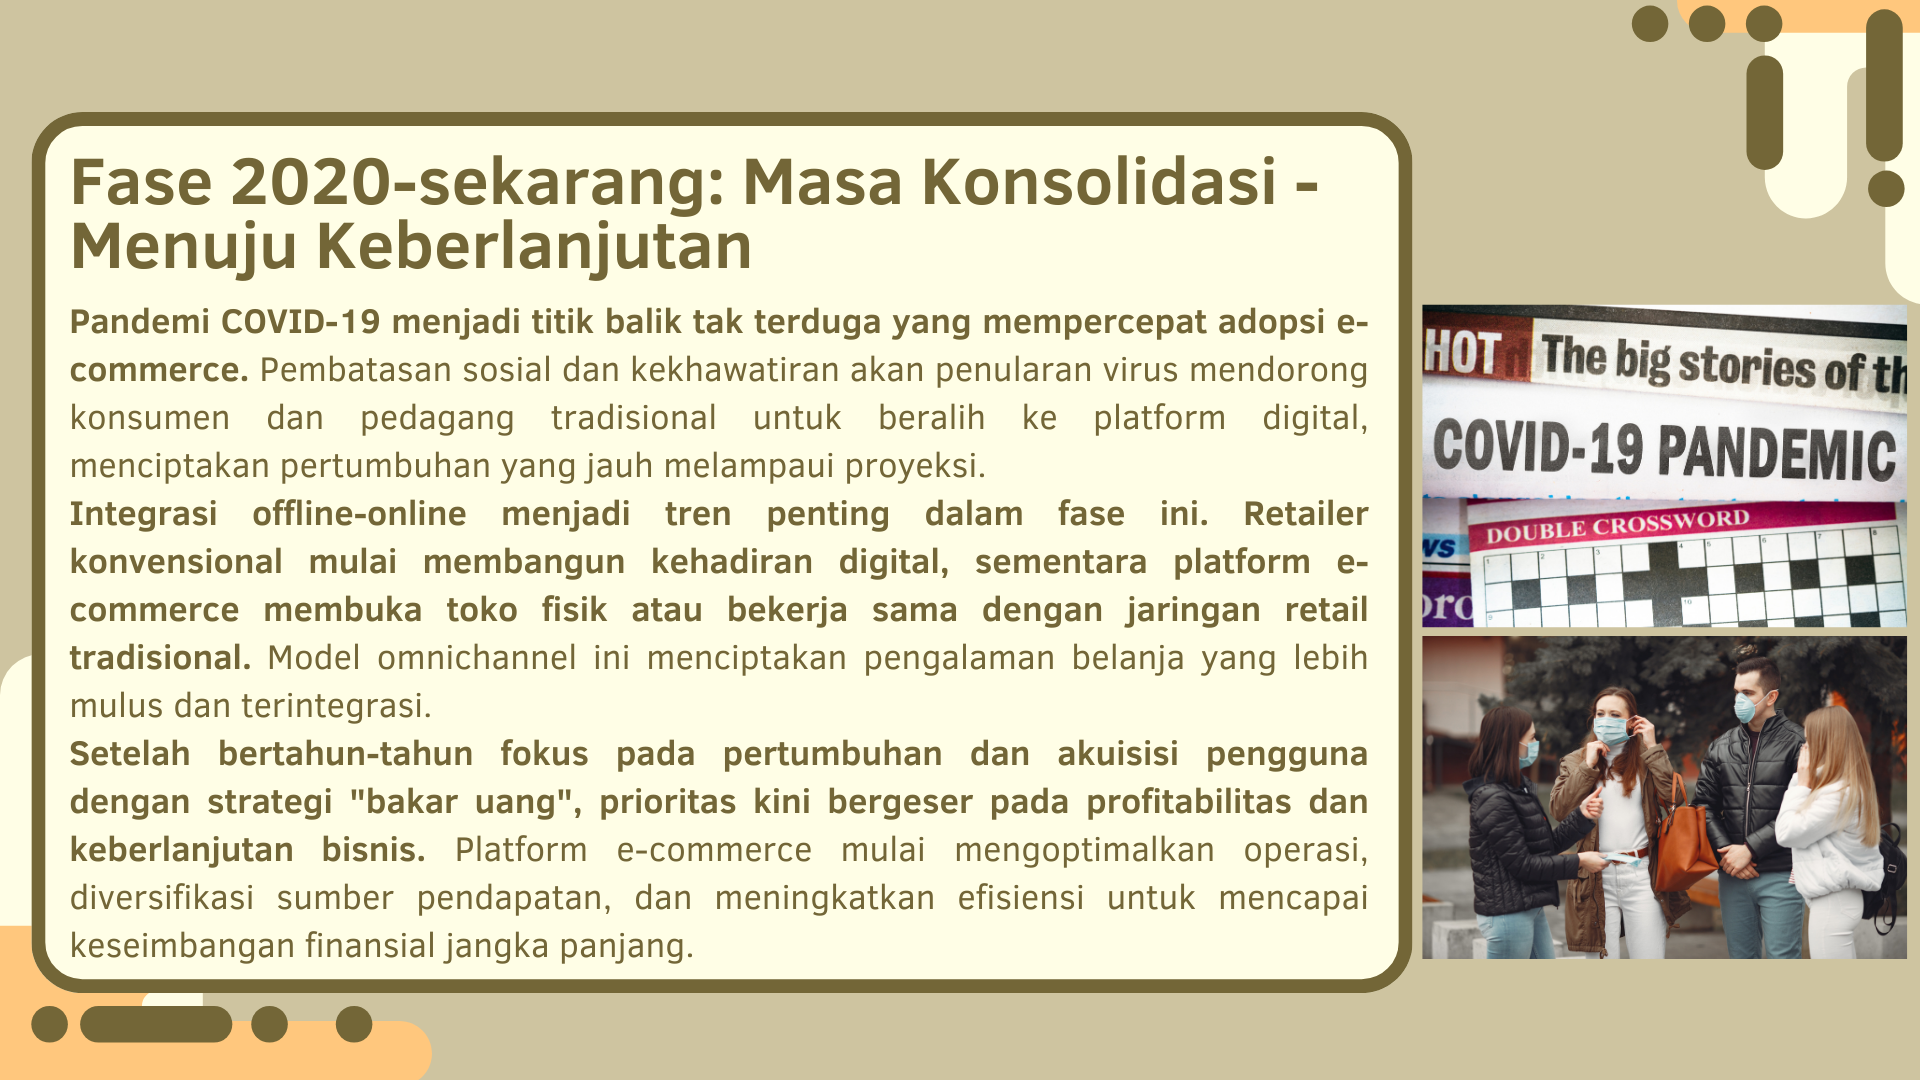 Fase 2020-sekarang: Masa Konsolidasi -
Menuju Keberlanjutan
Pandemi COVID-19 menjadi titik balik tak terduga yang mempercepat adopsi e-
commerce. Pembatasan sosial dan kekhawatiran akan penularan virus mendorong
konsumen dan pedagang tradisional untuk beralih ke platform digital,
menciptakan pertumbuhan yang jauh melampaui proyeksi.
Integrasi offline-online menjadi tren penting dalam fase ini. Retailer
konvensional mulai membangun kehadiran digital, sementara platform e-
commerce membuka toko fisik atau bekerja sama dengan jaringan retail
tradisional. Model omnichannel ini menciptakan pengalaman belanja yang lebih
mulus dan terintegrasi.
Setelah bertahun-tahun fokus pada pertumbuhan dan akuisisi pengguna
dengan strategi "bakar uang", prioritas kini bergeser pada profitabilitas dan
keberlanjutan bisnis. Platform e-commerce mulai mengoptimalkan operasi,
diversifikasi sumber pendapatan, dan meningkatkan efisiensi untuk mencapai
keseimbangan finansial jangka panjang.
HOT The big stories of th
COVID-19 PANDEMIC
DOUBLE CROSSWORD